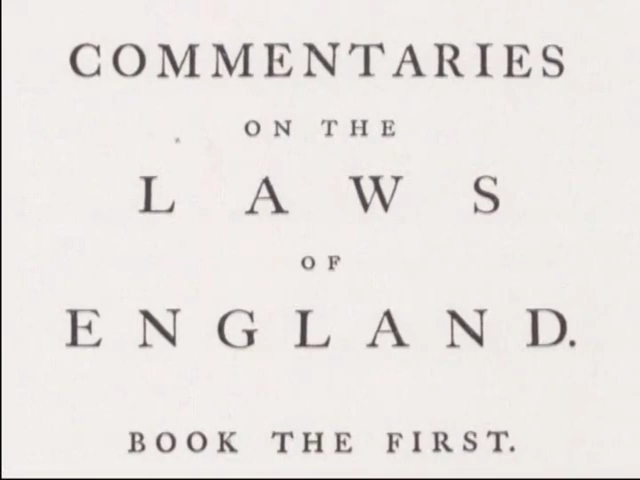 COMMENTARIES
ON THE
LAWS
OF
ENGLAND.
BOOK THE FIRST.